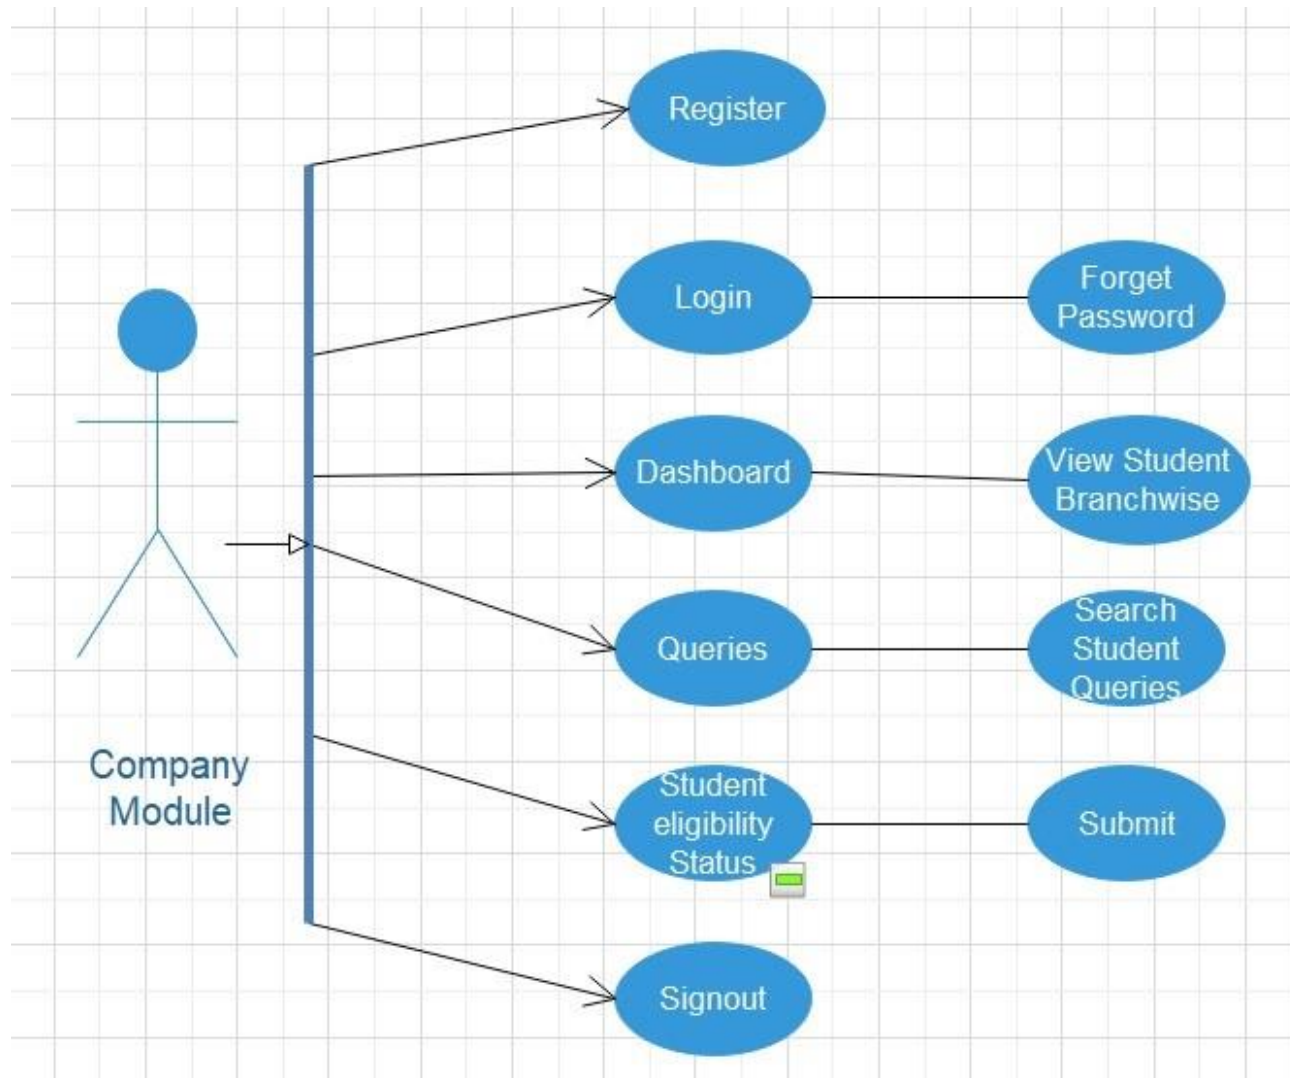 Register
Login
Forget
Password
Dashboard
View Student
Branchwise
Queries
Search
Student
Queries
Company
Module
Student
eligibility
Status
Submit
Signout